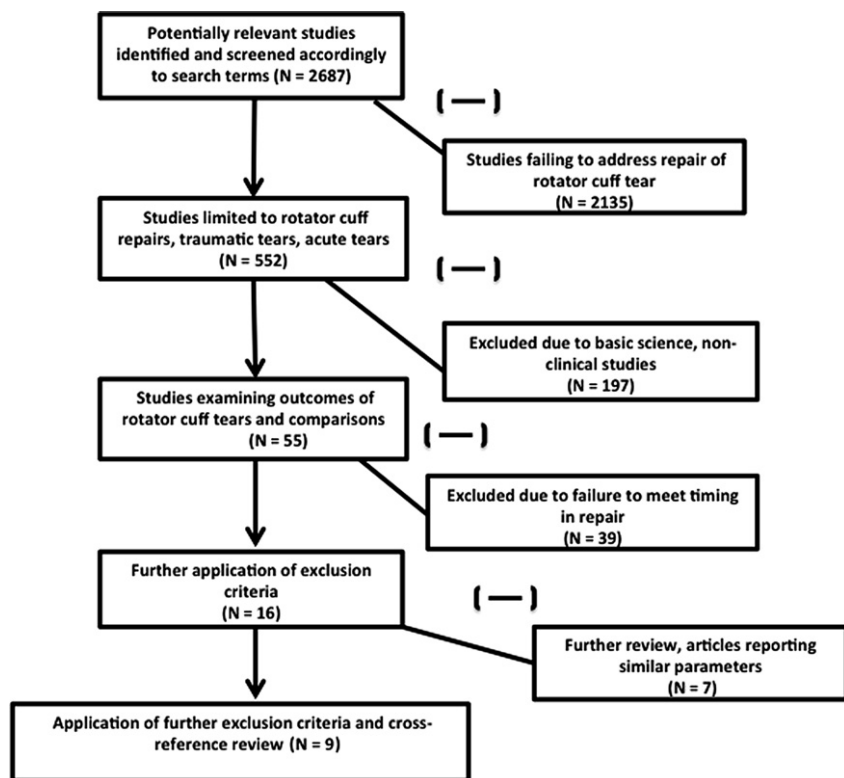 Potentially relevant studies
identified and screened accordingly
to search terms (N = 2687)
Studies failing to address repair of
rotator cuff tear
(N = 2135)
Studies limited to rotator cuff
repairs, traumatic tears, acute tears
(N = 552)
Excluded due to basic science, non-
clinical studies
(N = 197)
Studies examining outcomes of
rotator cuff tears and comparisons
(N = 55)
Excluded due to failure to meet timing
in repair
(N = 39)
Further application of exclusion
criteria
(N = 16)
Further review, articles reporting
similar parameters
(N = 7)
Application of further exclusion criteria and cross-
reference review (N = 9)